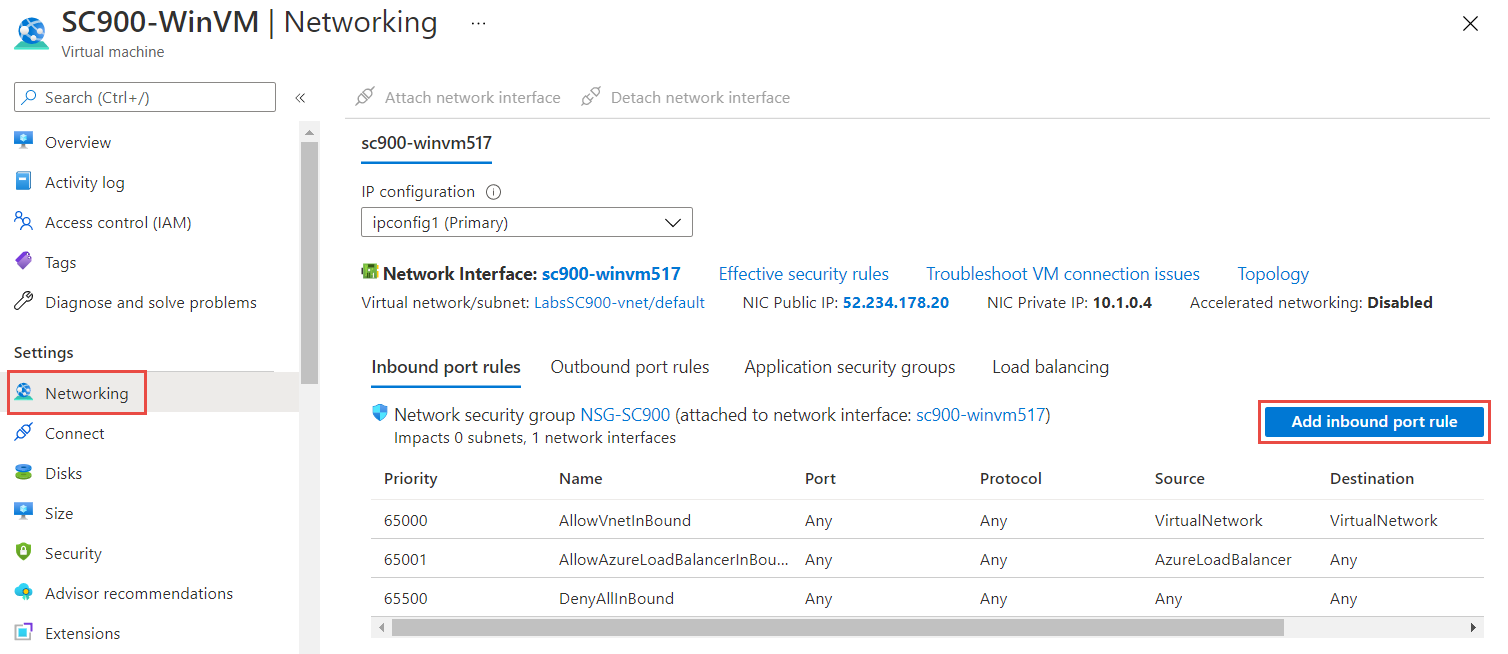 SC900-WinVM | Networking ...
Virtual machine
Search (Ctrl+/)
«
Overview
Activity log
Access control (IAM)
Tags
Diagnose and solve problems
Settings
Networking
Connect
Disks
Size
Security
Advisor recommendations
Extensions
Attach network interface Detach network interface
sc900-winvm517
IP configuration
ipconfig1 (Primary)
Network Interface: sc900-winvm517 Effective security rules Troubleshoot VM connection issues Topology
Virtual network/subnet: LabsSC900-vnet/default NIC Public IP: 52.234.178.20 NIC Private IP: 10.1.0.4 Accelerated networking: Disabled
Inbound port rules Outbound port rules Application security groups Load balancing
Network security group NSG-SC900 (attached to network interface: sc900-winvm517)
Impacts 0 subnets, 1 network interfaces
Add inbound port rule
Priority Name Port Protocol Source Destination
65000 AllowVnetInBound Any Any VirtualNetwork VirtualNetwork
65001 AllowAzureLoadBalancerInBou... Any Any AzureLoadBalancer Any
65500 DenyAllInBound Any Any Any Any